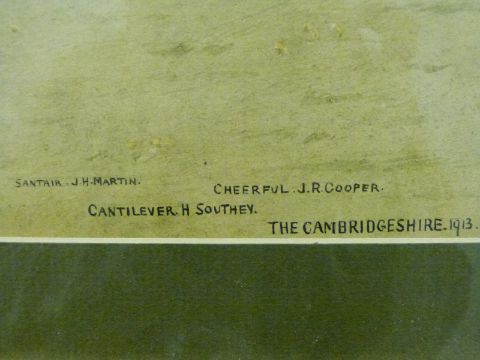 SANTAIR. J.H. MARTIN.
CHEERFUL. J.R. COOPER.
CANTILEVER. H SOUTHEY.
THE CAMBRIDGESHIRE. 1913.